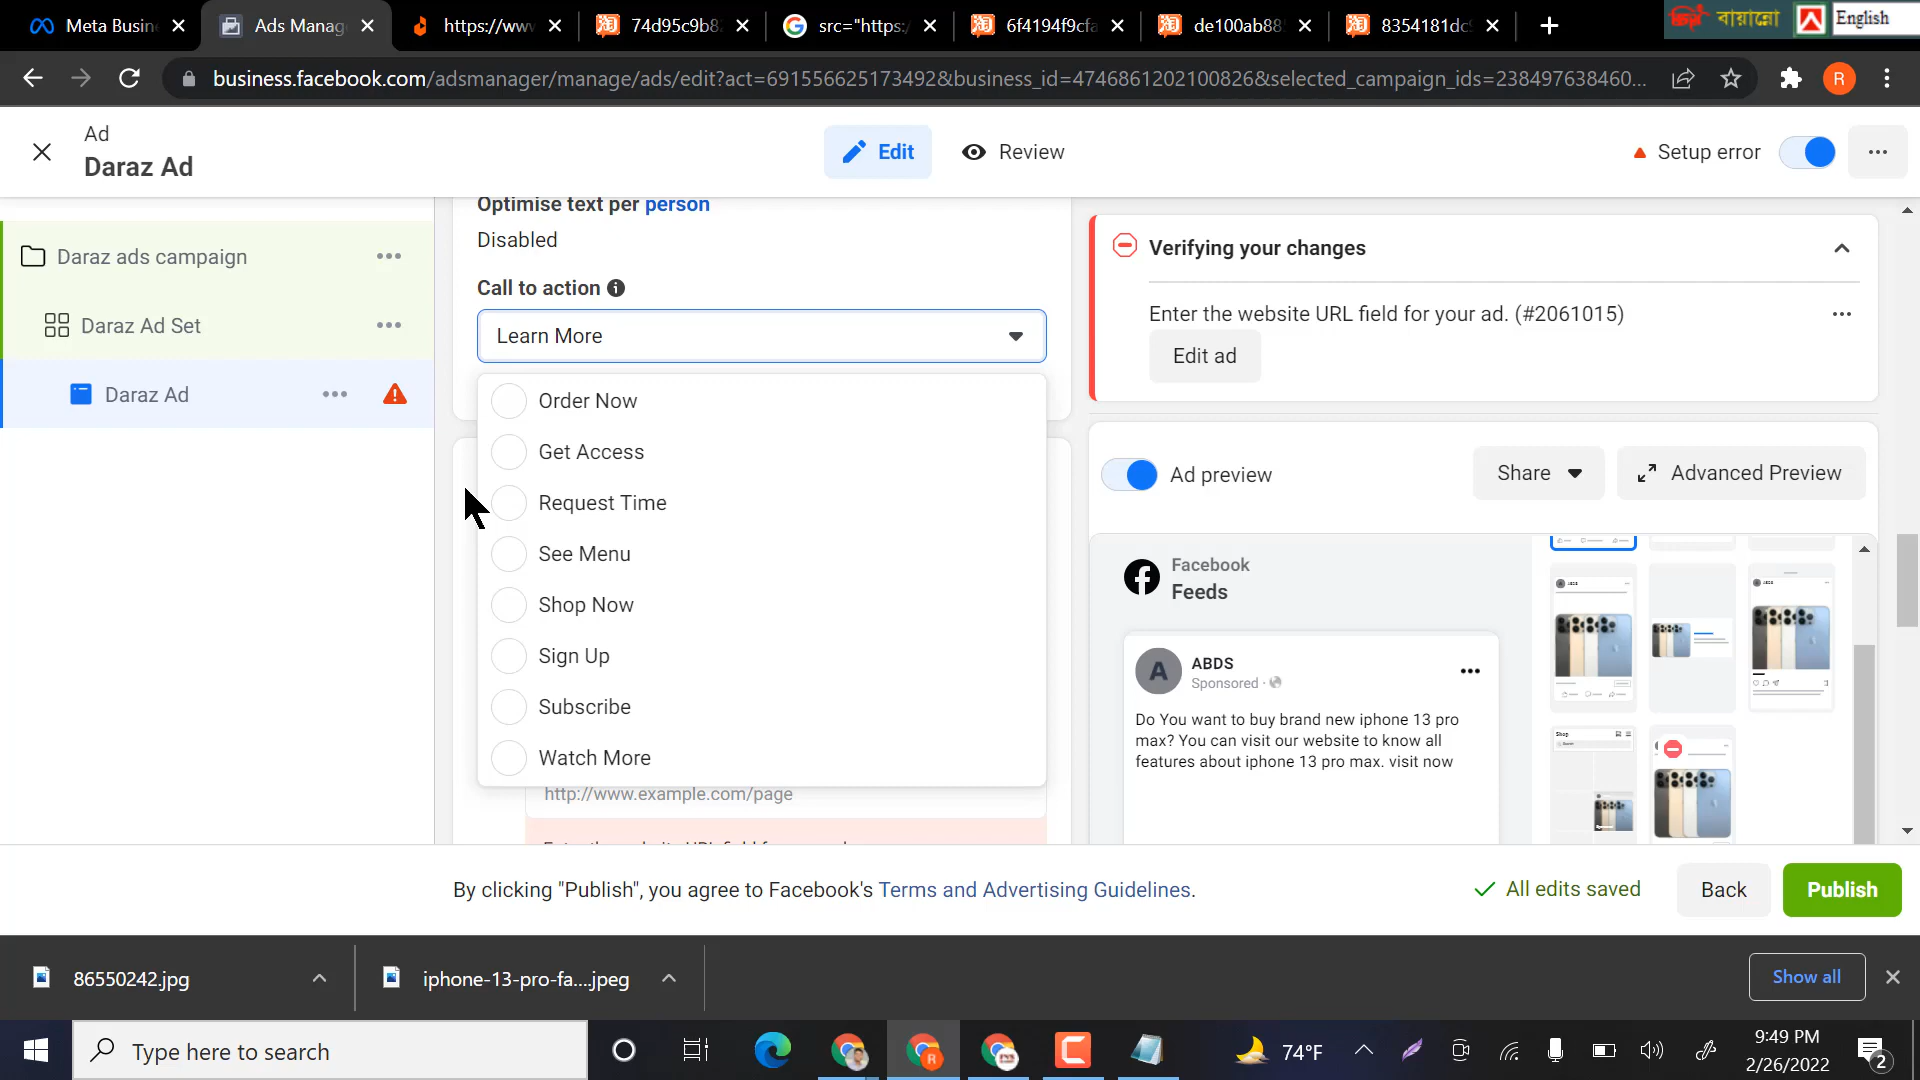 Meta Busin
Ads Manag
https://ww
74d95c9b8
src="https:/
6f4194f9cfa
de100ab88
8354181dc
বায়ান্নো
English
business.facebook.com/adsmanager/manage/ads/edit?act=691556625173492&business_id=4746861202100826&selected_campaign_ids=238497638460...
R
Ad
Daraz Ad
Edit
Review
Setup error
Daraz ads campaign
Daraz Ad Set
Daraz Ad
Optimise text per person
Disabled
Call to action
Learn More
Order Now
Get Access
Request Time
See Menu
Shop Now
Sign Up
Subscribe
Watch More
http://www.example.com/page
Verifying your changes
Enter the website URL field for your ad. (#2061015)
Edit ad
Ad preview
Share
Advanced Preview
Facebook
Feeds
A
ABDS
Sponsored ·
Do You want to buy brand new iphone 13 pro
max? You can visit our website to know all
features about iphone 13 pro max. visit now
Shop
By clicking "Publish", you agree to Facebook's Terms and Advertising Guidelines.
All edits saved
Back
Publish
86550242.jpg
iphone-13-pro-fa....jpeg
Show all
Type here to search
74°F
9:49 PM
2/26/2022
2